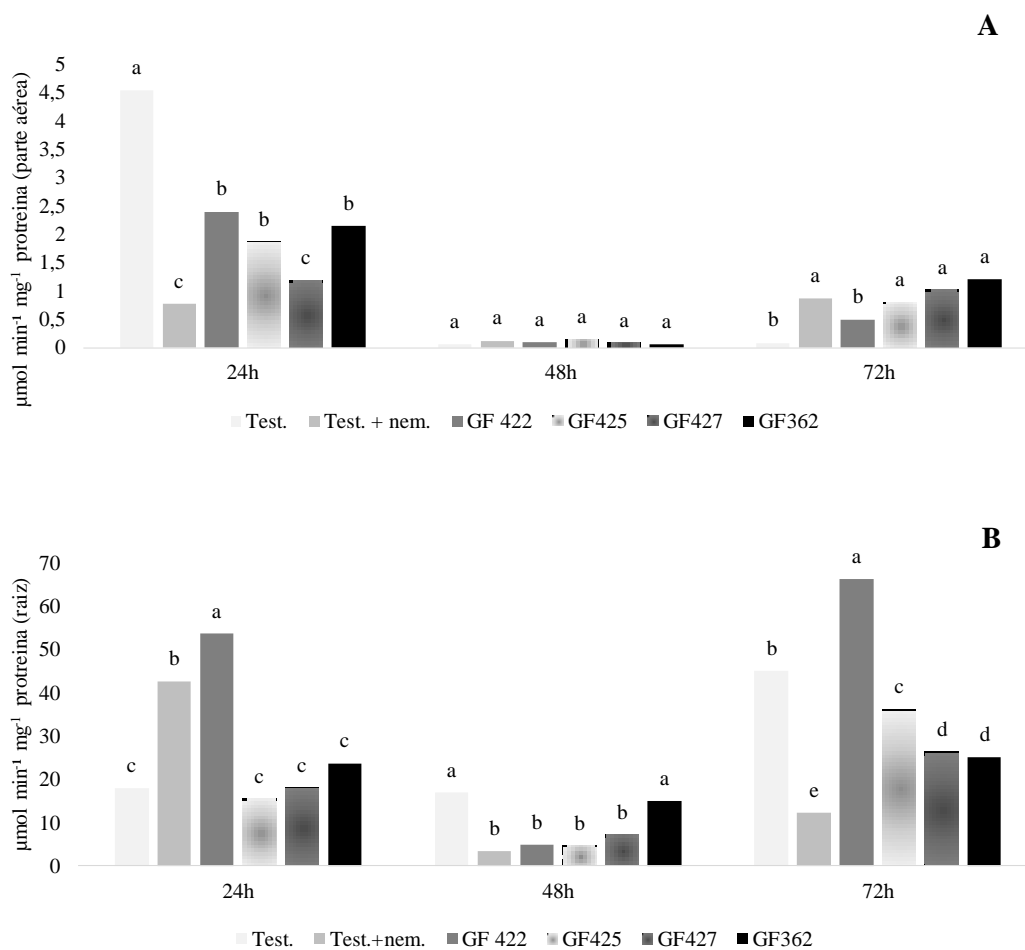 A
µmol min⁻¹ mg⁻¹ protreina (parte aérea)
5
4,5
4
3,5
3
2,5
2
1,5
1
0,5
0
a
c
b
b
c
b
a
a
a
a
a
a
b
a
b
a
a
a
24h 48h 72h
Test. Test. + nem. GF 422 GF425 GF427 GF362
B
µmol min⁻¹ mg⁻¹ protreina (raiz)
70
60
50
40
30
20
10
0
c
b
a
c
c
c
a
b
b
b
b
a
b
e
a
c
d
d
24h 48h 72h
Test. Test.+nem. GF 422 GF425 GF427 GF362